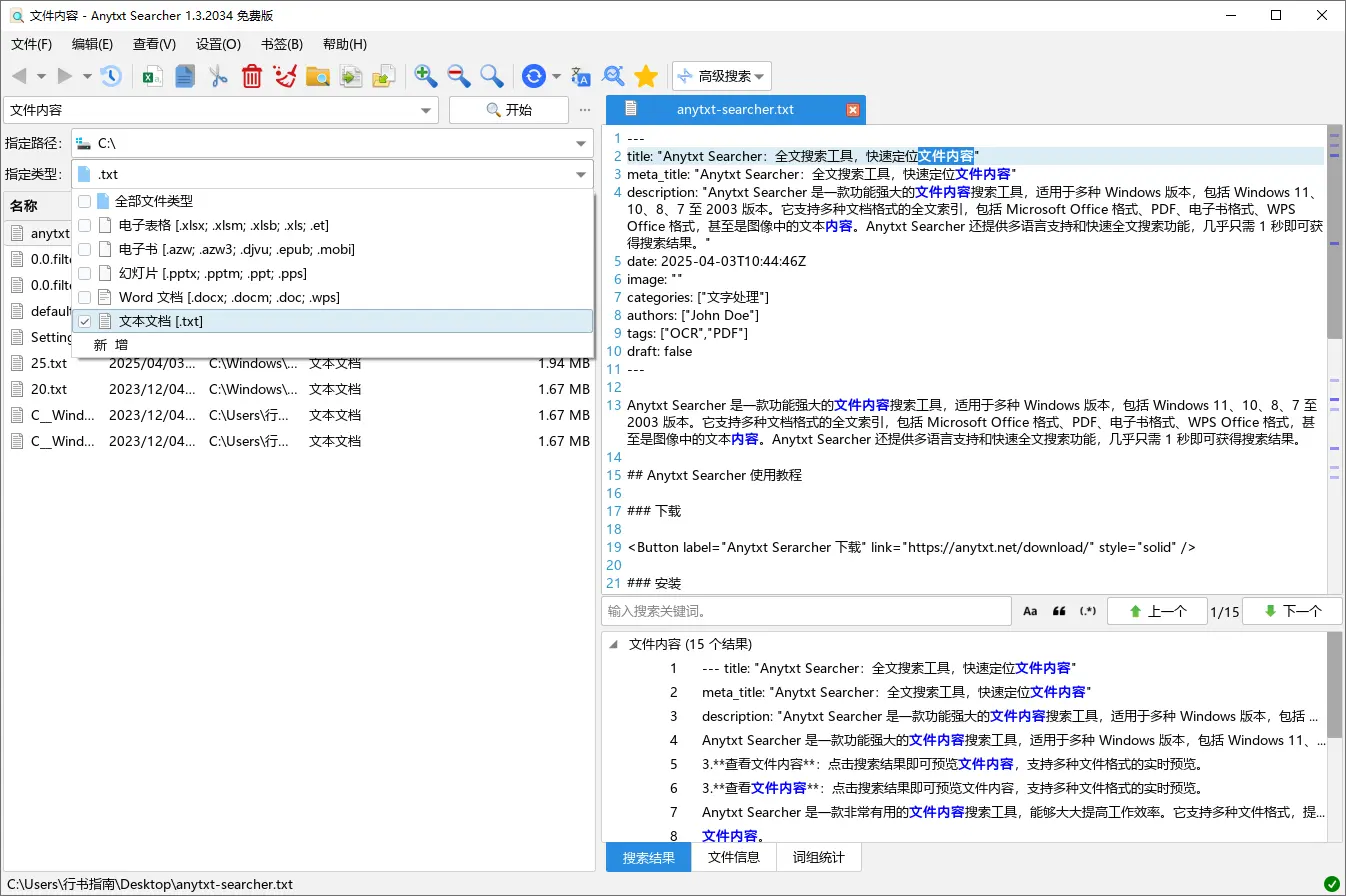 文件内容 - Anytxt Searcher 1.3.2034 免费版
文件(F) 编辑(E) 查看(V) 设置(O) 书签(B) 帮助(H)
高级搜索
文件内容 开始 ...
指定路径: C:\
指定类型: .txt
名称
全部文件类型
电子表格 [.xlsx; .xlsm; .xlsb; .xls; .et]
电子书 [.azw; .azw3; .djvu; .epub; .mobi]
幻灯片 [.pptx; .pptm; .ppt; .pps]
Word 文档 [.docx; .docm; .doc; .wps]
文本文档 [.txt]
新 增
anytxt
0.0.filte
0.0.filte
default
Setting
25.txt 2025/04/03... C:\Windows\... 文本文档 1.94 MB
20.txt 2023/12/04... C:\Windows\... 文本文档 1.67 MB
C__Wind... 2023/12/04... C:\Users\行... 文本文档 1.67 MB
C__Wind... 2023/12/04... C:\Users\行... 文本文档 1.67 MB
anytxt-searcher.txt
1 ---
2 title: "Anytxt Searcher：全文搜索工具，快速定位文件内容"
3 meta_title: "Anytxt Searcher：全文搜索工具，快速定位文件内容"
4 description: "Anytxt Searcher 是一款功能强大的文件内容搜索工具，适用于多种 Windows 版本，包括 Windows 11、
10、8、7 至 2003 版本。它支持多种文档格式的全文索引，包括 Microsoft Office 格式、PDF、电子书格式、WPS
Office 格式，甚至是图像中的文本内容。Anytxt Searcher 还提供多语言支持和快速全文搜索功能，几乎只需 1 秒即可获
得搜索结果。"
5 date: 2025-04-03T10:44:46Z
6 image: ""
7 categories: ["文字处理"]
8 authors: ["John Doe"]
9 tags: ["OCR","PDF"]
10 draft: false
11 ---
12
13 Anytxt Searcher 是一款功能强大的文件内容搜索工具，适用于多种 Windows 版本，包括 Windows 11、10、8、7 至
2003 版本。它支持多种文档格式的全文索引，包括 Microsoft Office 格式、PDF、电子书格式、WPS Office 格式，甚
至是图像中的文本内容。Anytxt Searcher 还提供多语言支持和快速全文搜索功能，几乎只需 1 秒即可获得搜索结果。
14
15 ## Anytxt Searcher 使用教程
16
17 ### 下载
18
19 <Button label="Anytxt Serarcher 下载" link="https://anytxt.net/download/" style="solid" />
20
21 ### 安装
输入搜索关键词。 Aa (.*) 上一个 1/15 下一个
文件内容 (15 个结果)
1 --- title: "Anytxt Searcher：全文搜索工具，快速定位文件内容"
2 meta_title: "Anytxt Searcher：全文搜索工具，快速定位文件内容"
3 description: "Anytxt Searcher 是一款功能强大的文件内容搜索工具，适用于多种 Windows 版本，包括 ...
4 Anytxt Searcher 是一款功能强大的文件内容搜索工具，适用于多种 Windows 版本，包括 Windows 11、...
5 3.**查看文件内容**：点击搜索结果即可预览文件内容，支持多种文件格式的实时预览。
6 3.**查看文件内容**：点击搜索结果即可预览文件内容，支持多种文件格式的实时预览。
7 Anytxt Searcher 是一款非常有用的文件内容搜索工具，能够大大提高工作效率。它支持多种文件格式，提...
8 文件内容。
搜索结果 文件信息 词组统计
C:\Users\行书指南\Desktop\anytxt-searcher.txt